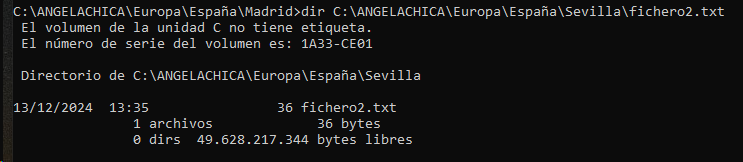 C:\ANGELACHICA\Europa\España\Madrid>dir C:\ANGELACHICA\Europa\España\Sevilla\fichero2.txt
El volumen de la unidad C no tiene etiqueta.
El número de serie del volumen es: 1A33-CE01
Directorio de C:\ANGELACHICA\Europa\España\Sevilla
13/12/2024  13:35                36 fichero2.txt
1 archivos             36 bytes
0 dirs  49.628.217.344 bytes libres